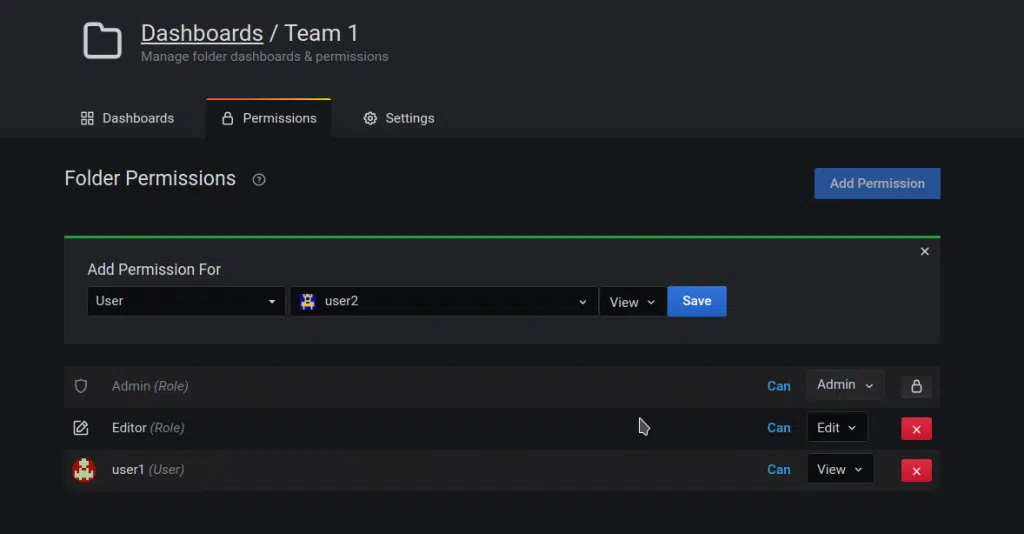 Dashboards / Team 1
Manage folder dashboards & permissions
Dashboards Permissions Settings
Folder Permissions
Add Permission
Add Permission For
User user2 View Save
Admin (Role) Can Admin
Editor (Role) Can Edit
user1 (User) Can View